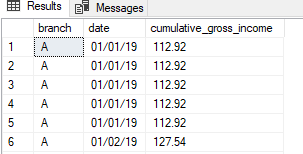 Results Messages
branch date cumulative_gross_income
1 A 01/01/19 112.92
2 A 01/01/19 112.92
3 A 01/01/19 112.92
4 A 01/01/19 112.92
5 A 01/01/19 112.92
6 A 01/02/19 127.54